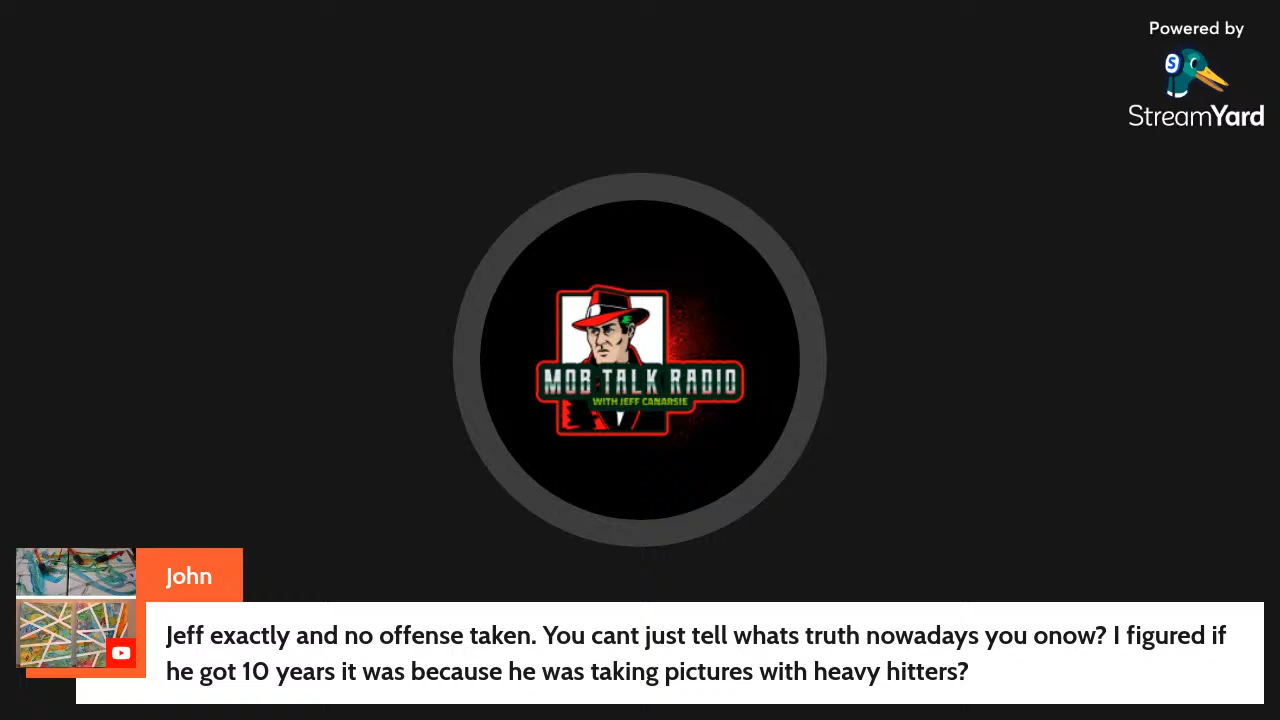 Powered by
StreamYard
MOB TALK RADIO
WITH JEFF CANARSIE
John
Jeff exactly and no offense taken. You cant just tell whats truth nowadays you onow? I figured if
he got 10 years it was because he was taking pictures with heavy hitters?